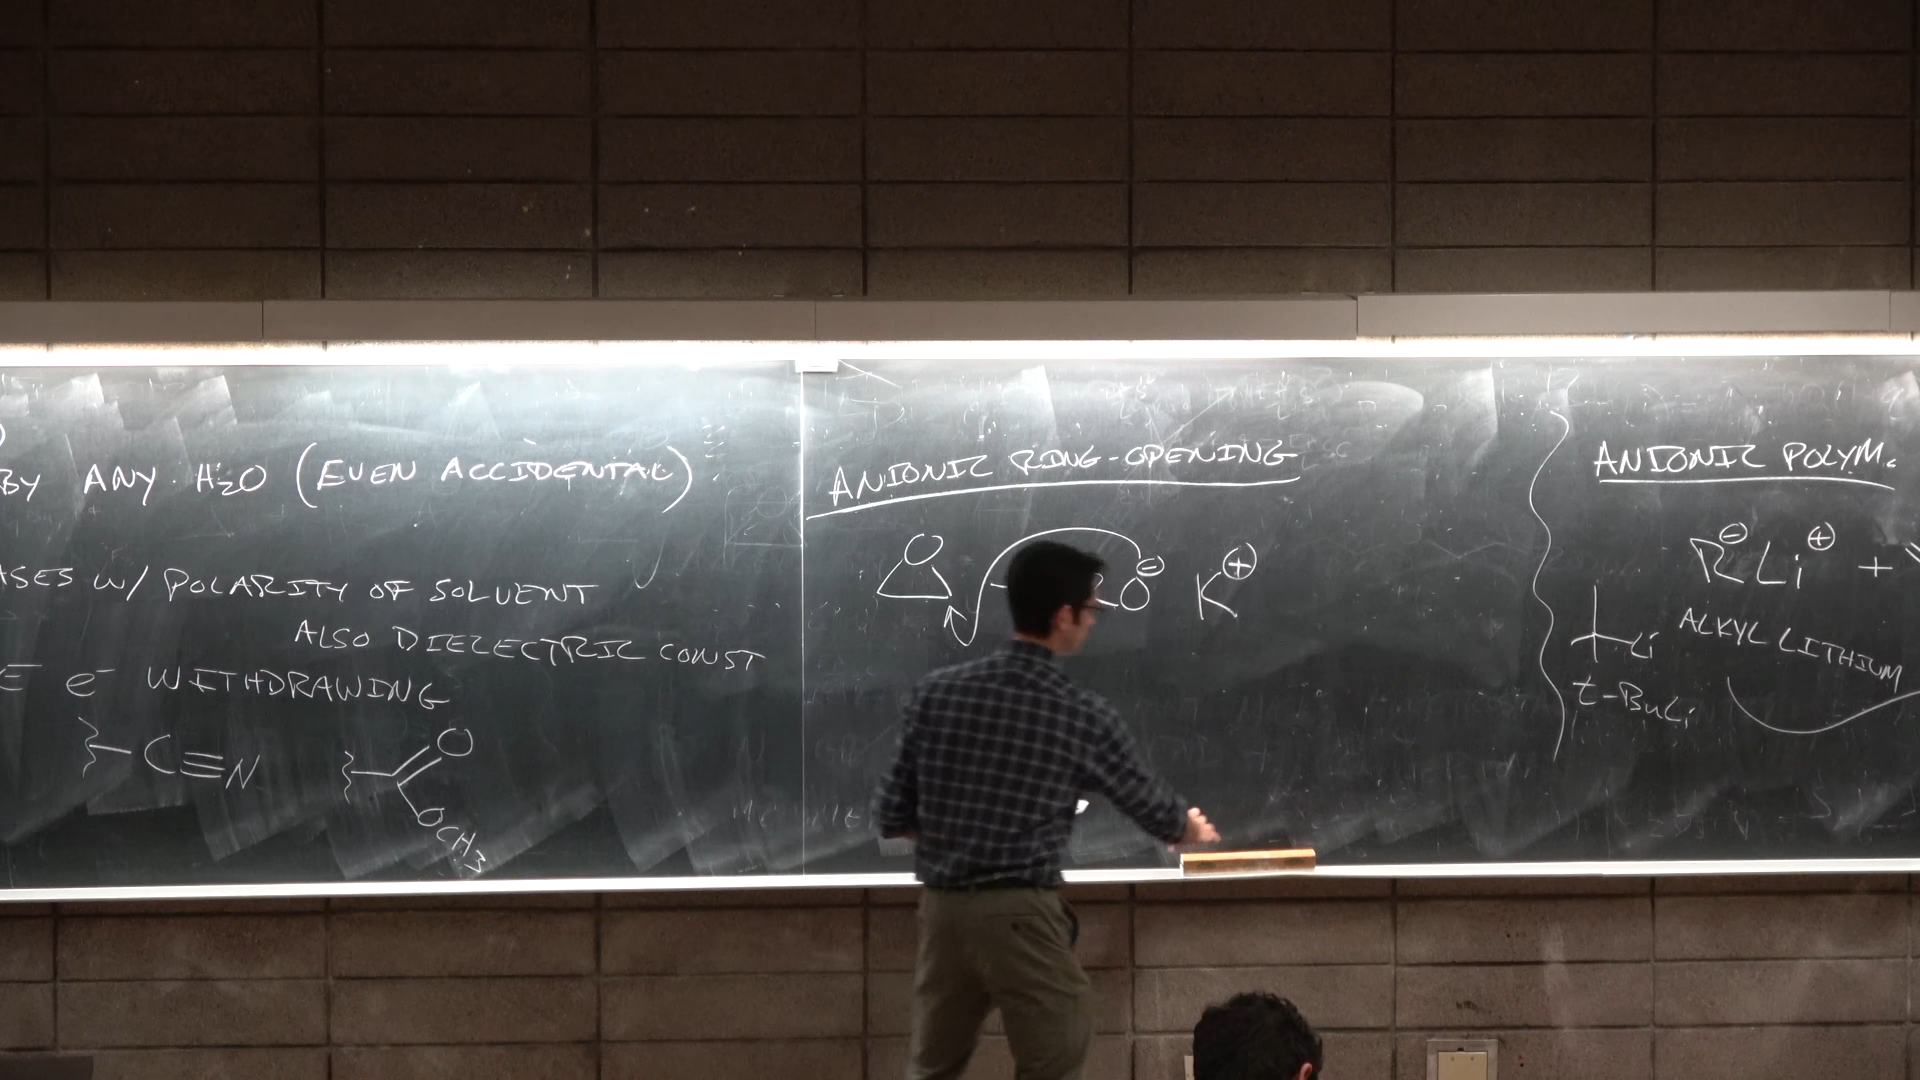 BY ANY H2O (EVEN ACCIDENTAL)
W/ POLARITY OF SOLVENT
ALSO DIELECTRIC CONST
e⁻ WITHDRAWING
C≡N
O
OCH3
ANIONIC RING-OPENING
O
O⊖ K⊕
ANIONIC POLYM.
R⊖Li⊕ +
ALKYL LITHIUM
Li
t-BuLi